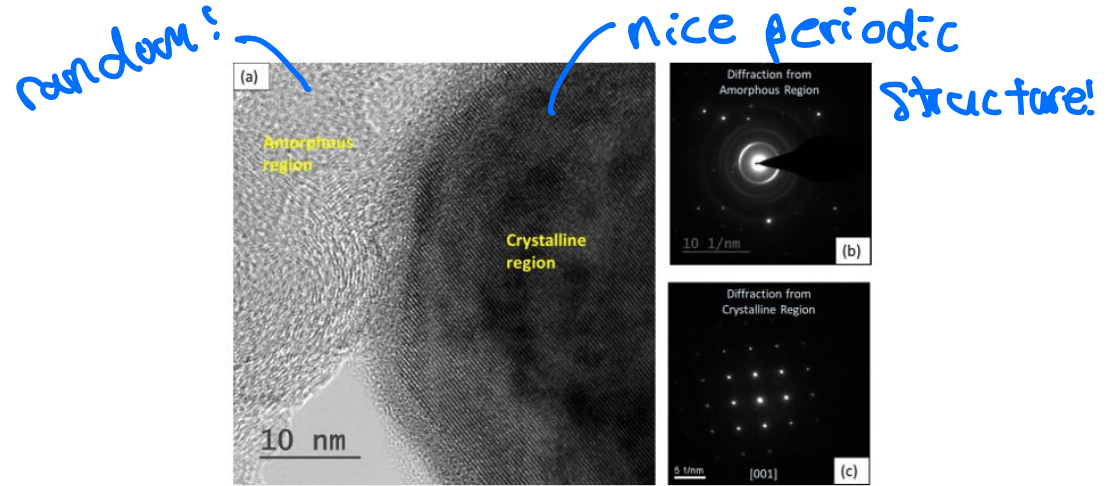 random!
nice periodic
structure!
(a)
Amorphous
region
Crystalline
region
10 nm
Diffraction from
Amorphous Region
10 1/nm
(b)
Diffraction from
Crystalline Region
5 1/nm
[001]
(c)